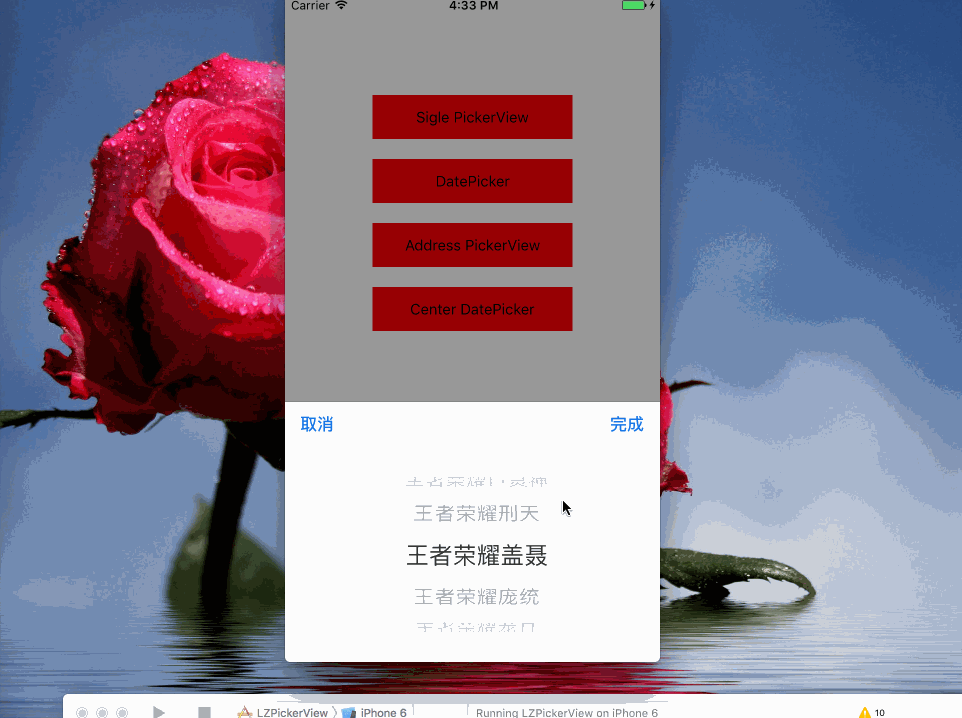 Carrier 4:33 PM
Sigle PickerView
DatePicker
Address PickerView
Center DatePicker
取消 完成
王者荣耀刑天
王者荣耀盖聂
王者荣耀庞统
LZPickerView iPhone 6 Running LZPickerView on iPhone 6 10